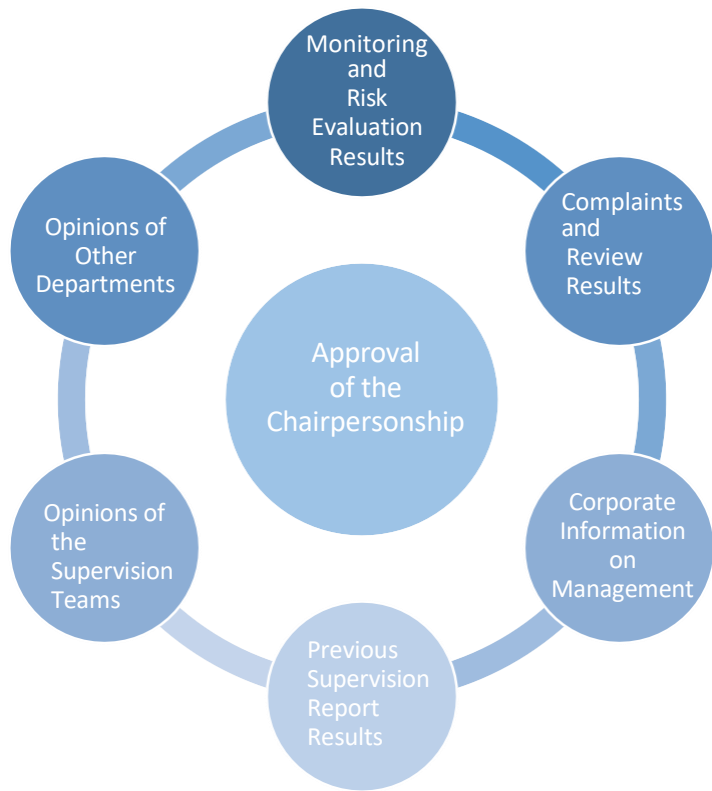 Monitoring
and
Risk
Evaluation
Results
Complaints
and
Review
Results
Corporate
Information
on
Management
Previous
Supervision
Report
Results
Opinions of
the
Supervision
Teams
Opinions of
Other
Departments
Approval
of the
Chairpersonship